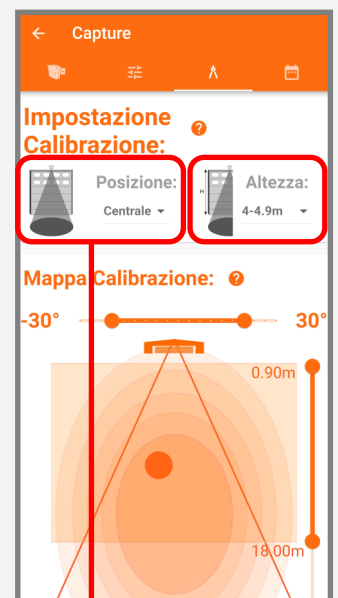 Capture
Impostazione
Calibrazione:
Posizione:
Centrale
H
Altezza:
4-4.9m
Mappa Calibrazione:
-30°
30°
0.90m
18.00m